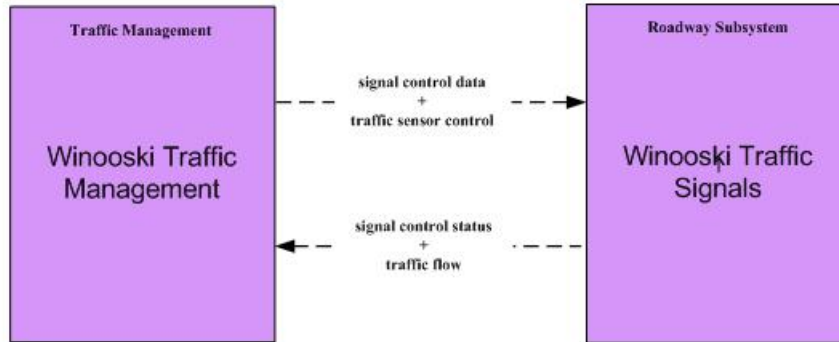 Traffic Management
Winooski Traffic
Management
signal control data
+
traffic sensor control
signal control status
+
traffic flow
Roadway Subsystem
Winooski Traffic
Signals